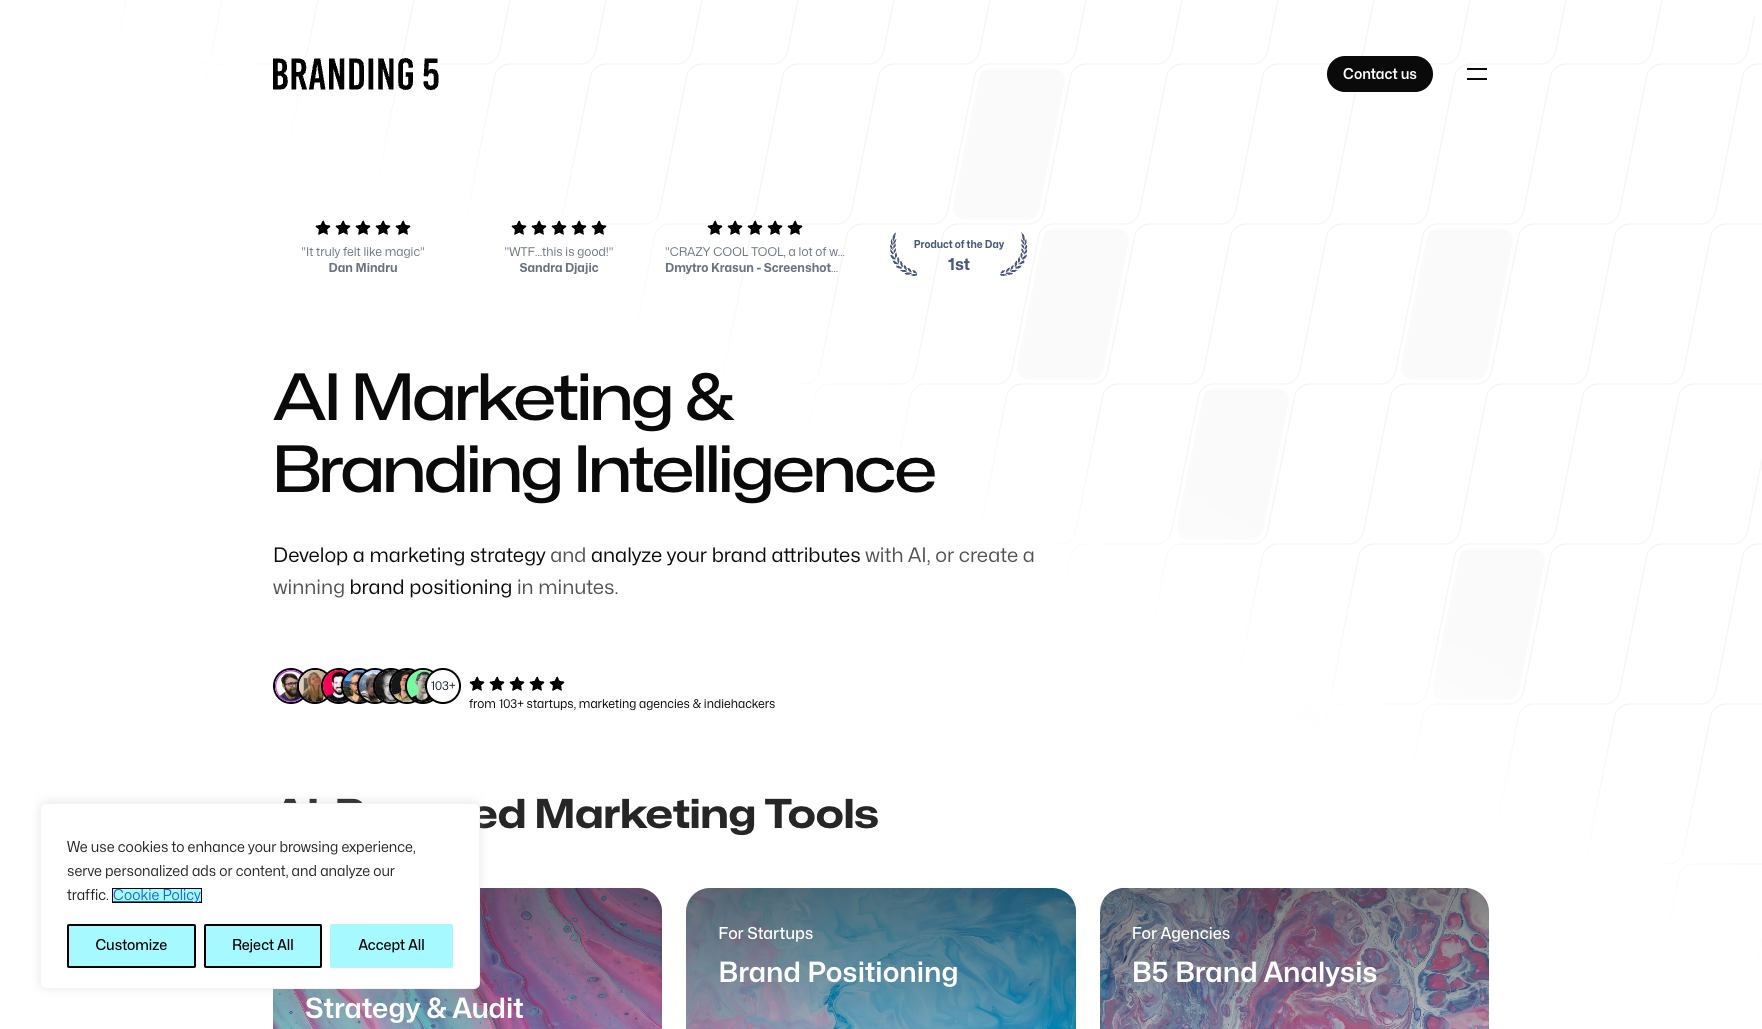 BRANDING 5
Contact us
"It truly felt like magic"
Dan Mindru
"WTF...this is good!"
Sandra Djajic
"CRAZY COOL TOOL, a lot of w...
Dmytro Krasun - Screenshot...
Product of the Day
1st
AI Marketing &
Branding Intelligence
Develop a marketing strategy and analyze your brand attributes with AI, or create a
winning brand positioning in minutes.
103+
from 103+ startups, marketing agencies & indiehackers
ed Marketing Tools
We use cookies to enhance your browsing experience,
serve personalized ads or content, and analyze our
traffic. Cookie Policy
Customize
Reject All
Accept All
Strategy & Audit
For Startups
Brand Positioning
For Agencies
B5 Brand Analysis